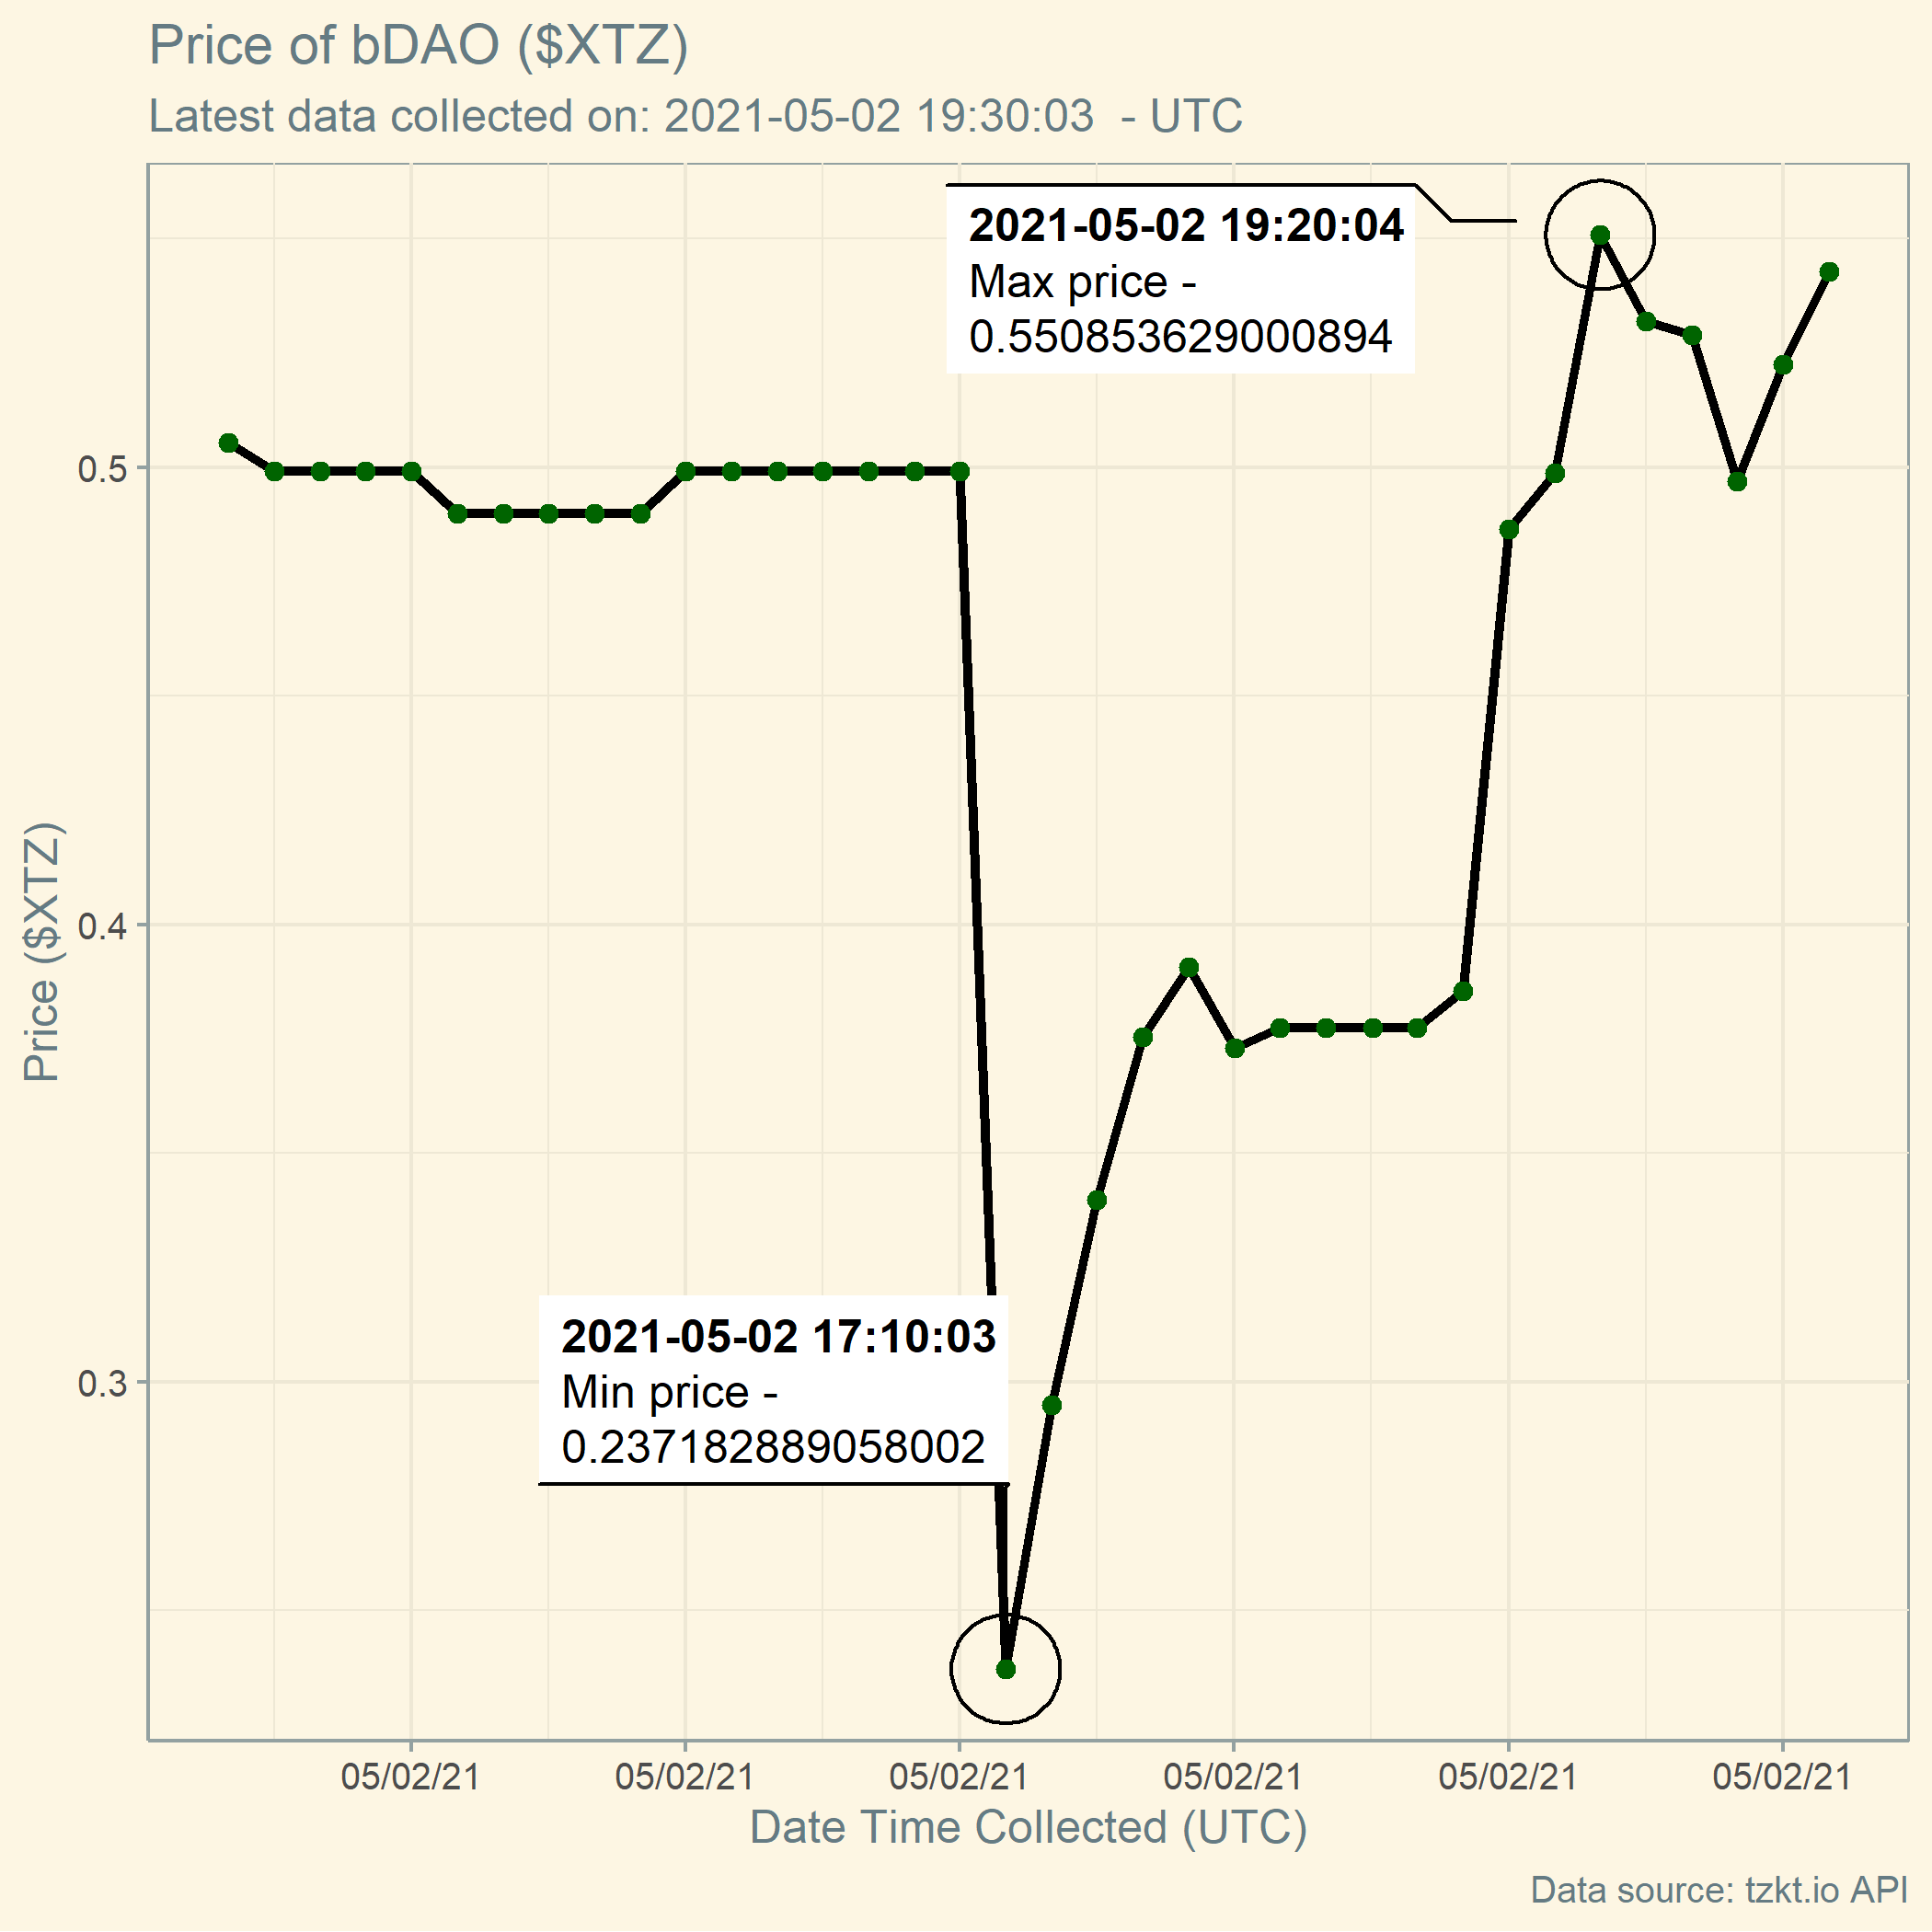 Price of bDAO ($XTZ)
Latest data collected on: 2021-05-02 19:30:03  - UTC
2021-05-02 19:20:04
Max price -
0.550853629000894
0.5
0.4
0.3
Price ($XTZ)
2021-05-02 17:10:03
Min price -
0.237182889058002
05/02/21 05/02/21 05/02/21 05/02/21 05/02/21 05/02/21
Date Time Collected (UTC)
Data source: tzkt.io API